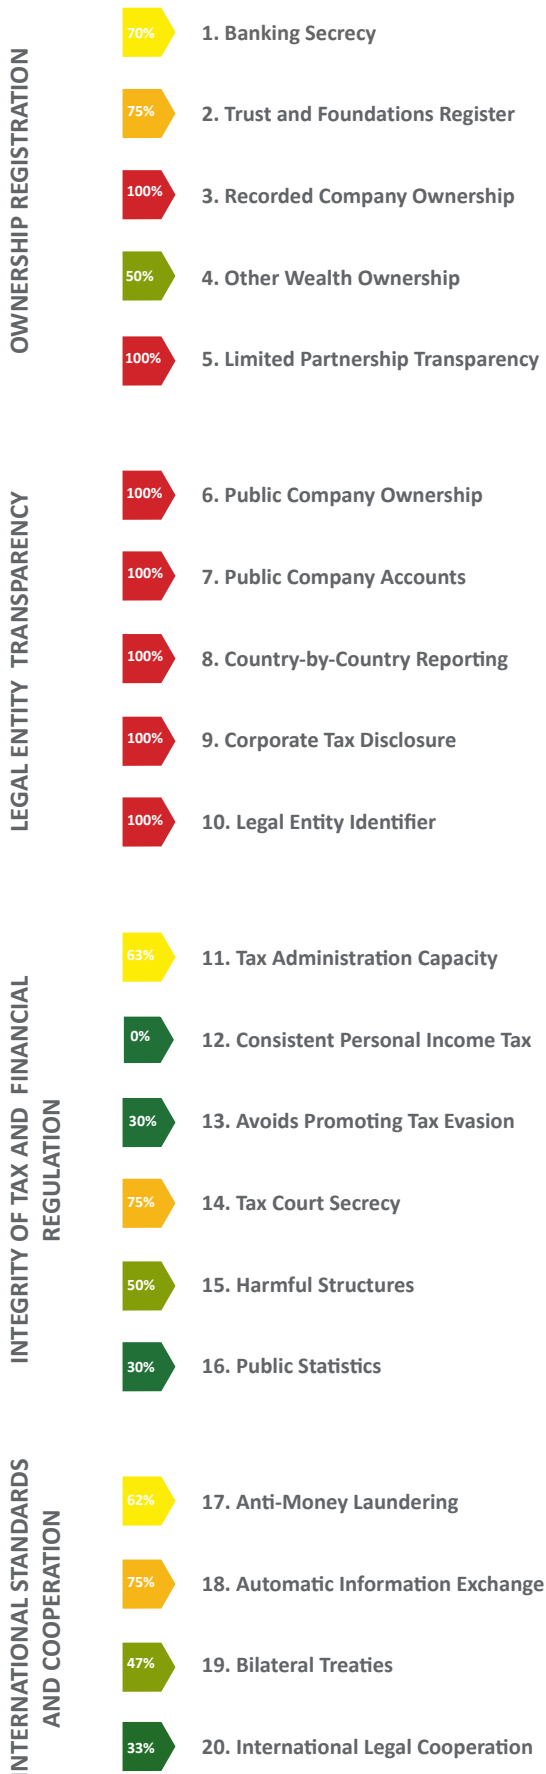 OWNERSHIP REGISTRATION
70% 1. Banking Secrecy
75% 2. Trust and Foundations Register
100% 3. Recorded Company Ownership
50% 4. Other Wealth Ownership
100% 5. Limited Partnership Transparency
LEGAL ENTITY TRANSPARENCY
100% 6. Public Company Ownership
100% 7. Public Company Accounts
100% 8. Country-by-Country Reporting
100% 9. Corporate Tax Disclosure
100% 10. Legal Entity Identifier
INTEGRITY OF TAX AND FINANCIAL
REGULATION
63% 11. Tax Administration Capacity
0% 12. Consistent Personal Income Tax
30% 13. Avoids Promoting Tax Evasion
75% 14. Tax Court Secrecy
50% 15. Harmful Structures
30% 16. Public Statistics
INTERNATIONAL STANDARDS
AND COOPERATION
62% 17. Anti-Money Laundering
75% 18. Automatic Information Exchange
47% 19. Bilateral Treaties
33% 20. International Legal Cooperation